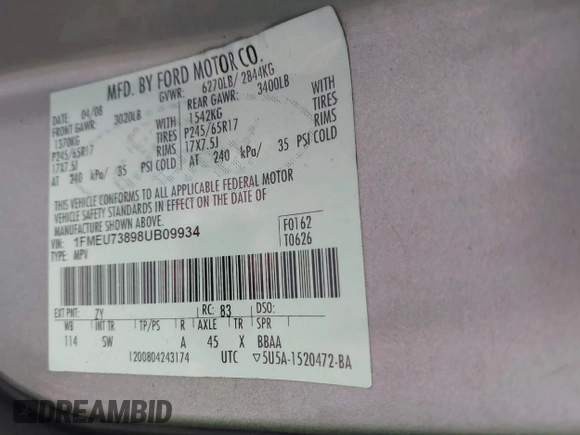 MFD. BY FORD MOTOR CO.
DATE: 04/08 GVWR: 6270LB/ 2844KG
FRONT GAWR: 3020LB REAR GAWR: 3400LB
1370KG WITH 1542KG WITH
P245/65R17 TIRES P245/65R17 TIRES
17X7.5J RIMS 17X7.5J RIMS
AT 240 kPa/ 35 PSI COLD AT 240 kPa/ 35 PSI COLD
THIS VEHICLE CONFORMS TO ALL APPLICABLE FEDERAL MOTOR
VEHICLE SAFETY STANDARDS IN EFFECT ON THE DATE OF
MANUFACTURE SHOWN ABOVE.
VIN: 1FMEU73898UB09934 F0162
TYPE: MPV T0626
EXT PNT: ZY RC: 83 DSO:
WB INT TR TP/PS R AXLE TR SPR
114 SW A 45 X BBAA
1200804243174 UTC ▽5U5A-1520472-BA
DREAMBID